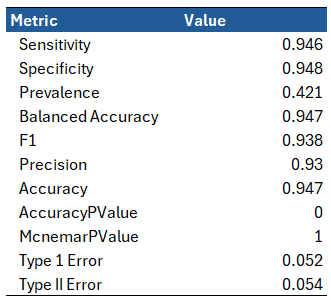 Metric Value
Sensitivity 0.946
Specificity 0.948
Prevalence 0.421
Balanced Accuracy 0.947
F1 0.938
Precision 0.93
Accuracy 0.947
AccuracyPValue 0
McnemarPValue 1
Type 1 Error 0.052
Type II Error 0.054